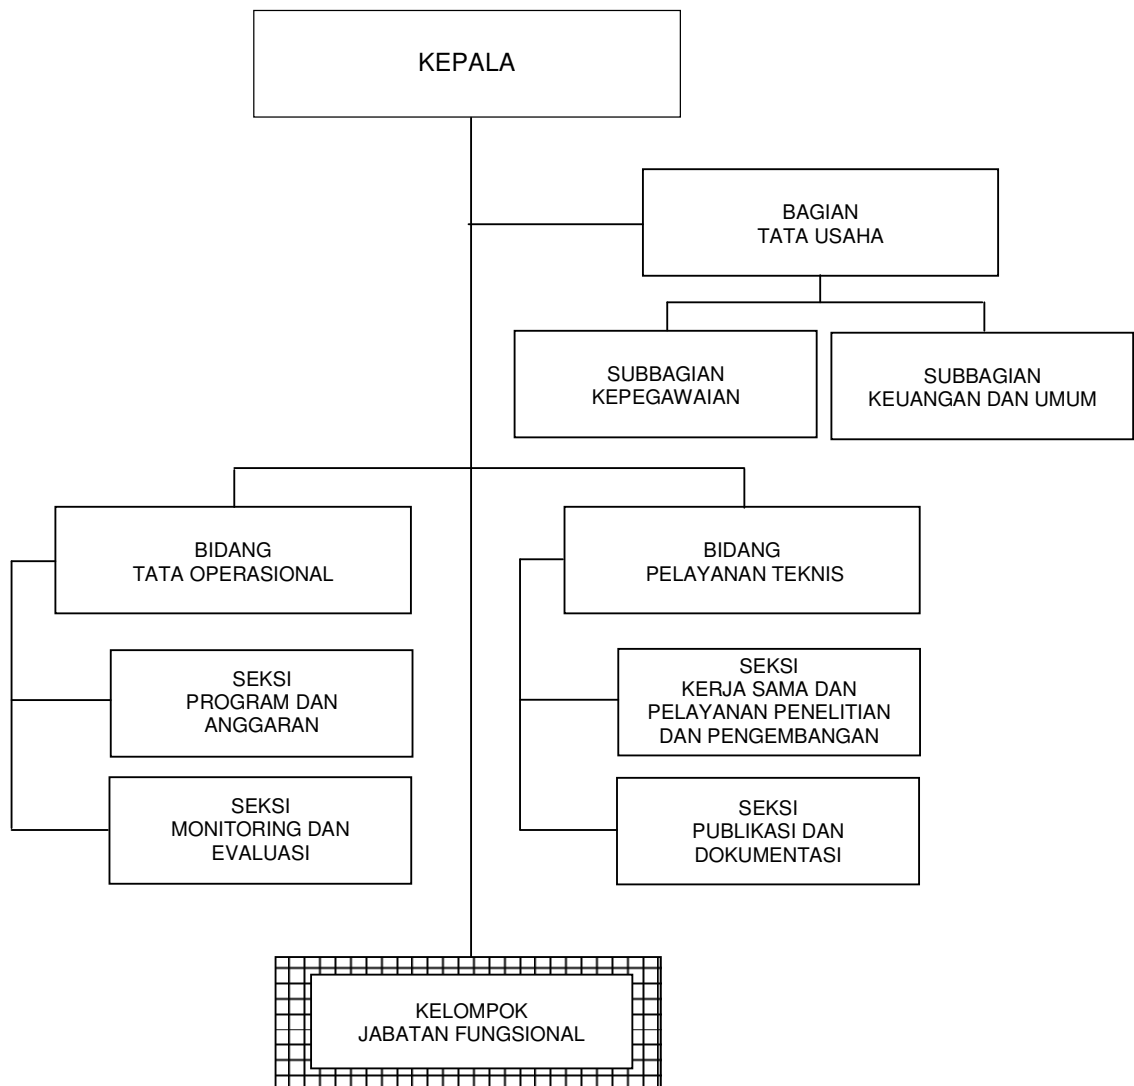 KEPALA
BAGIAN
TATA USAHA
SUBBAGIAN
KEPEGAWAIAN
SUBBAGIAN
KEUANGAN DAN UMUM
BIDANG
TATA OPERASIONAL
SEKSI
PROGRAM DAN
ANGGARAN
SEKSI
MONITORING DAN
EVALUASI
BIDANG
PELAYANAN TEKNIS
SEKSI
KERJA SAMA DAN
PELAYANAN PENELITIAN
DAN PENGEMBANGAN
SEKSI
PUBLIKASI DAN
DOKUMENTASI
KELOMPOK
JABATAN FUNGSIONAL